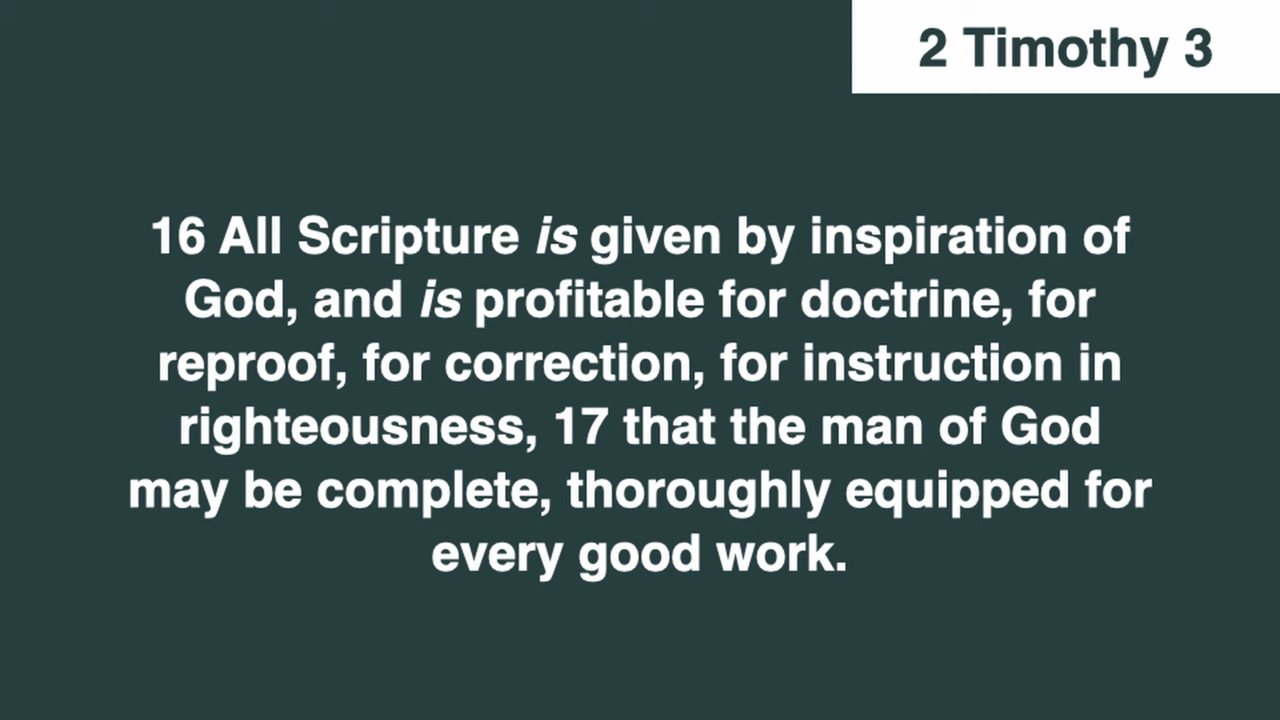 2 Timothy 3
16 All Scripture is given by inspiration of
God, and is profitable for doctrine, for
reproof, for correction, for instruction in
righteousness, 17 that the man of God
may be complete, thoroughly equipped for
every good work.